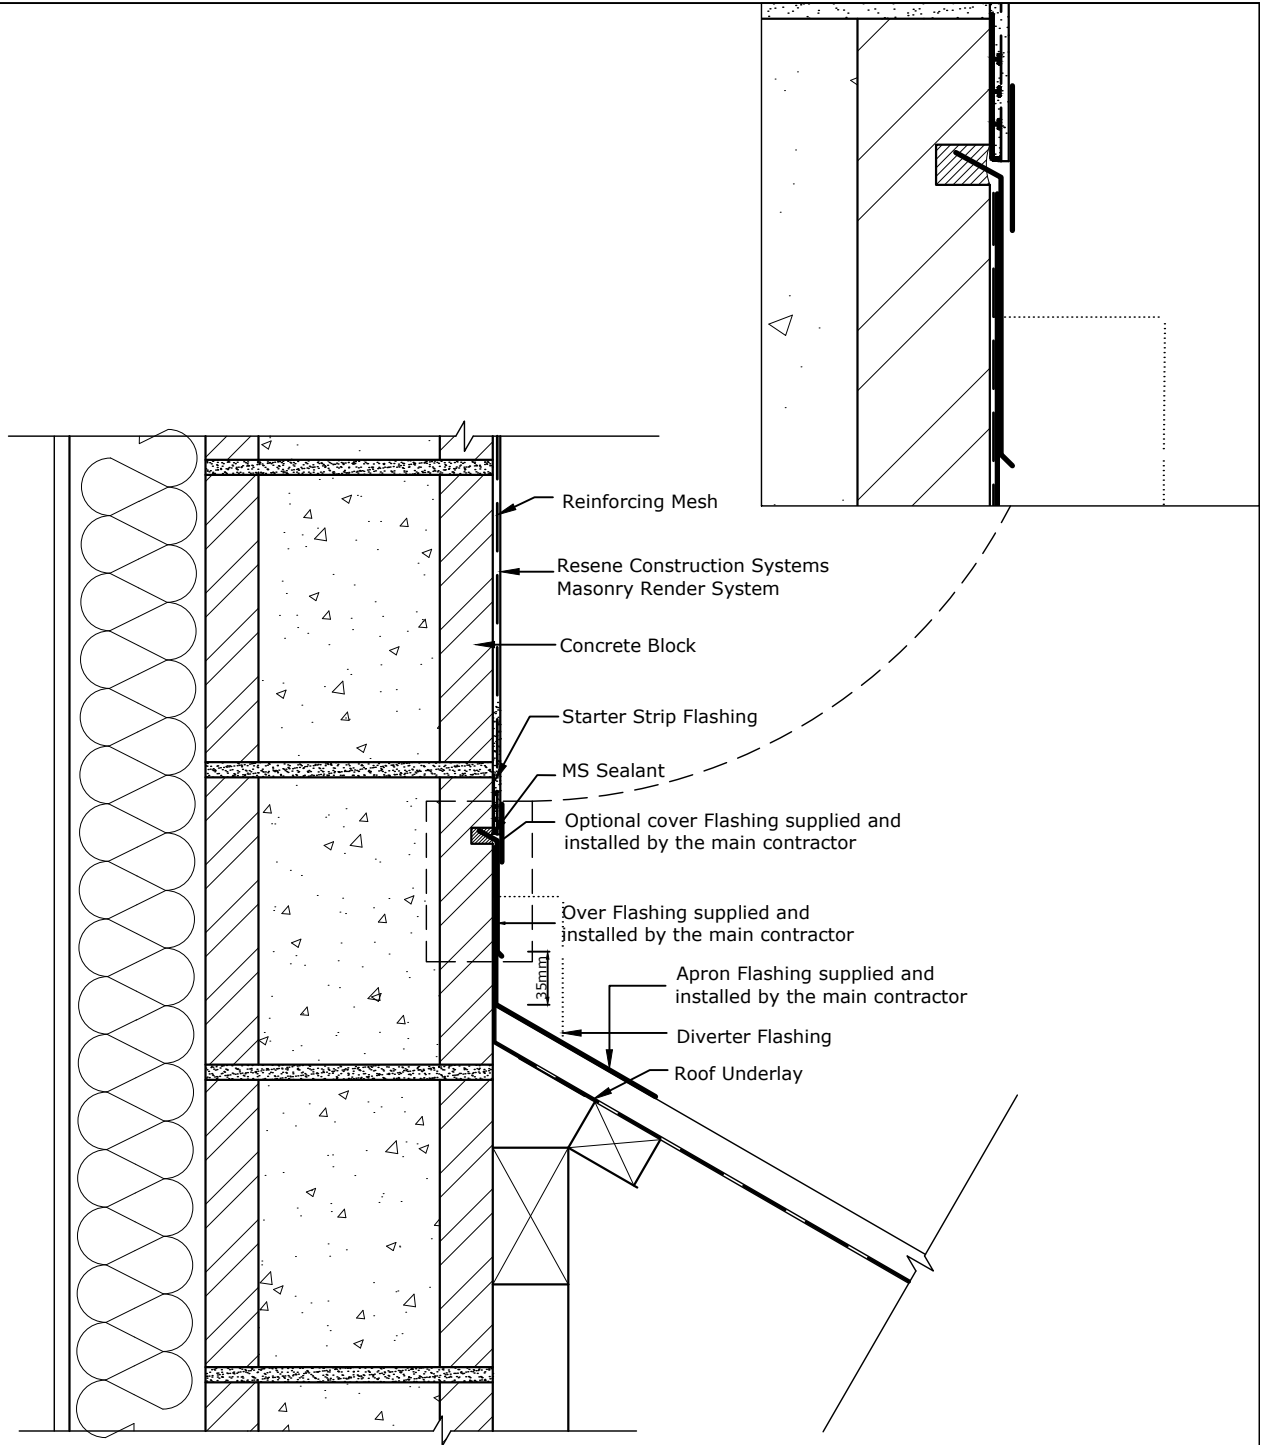 Reinforcing Mesh
Resene Construction Systems
Masonry Render System
Concrete Block
Starter Strip Flashing
MS Sealant
Optional cover Flashing supplied and
installed by the main contractor
Over Flashing supplied and
installed by the main contractor
35mm
Apron Flashing supplied and
installed by the main contractor
Diverter Flashing
Roof Underlay